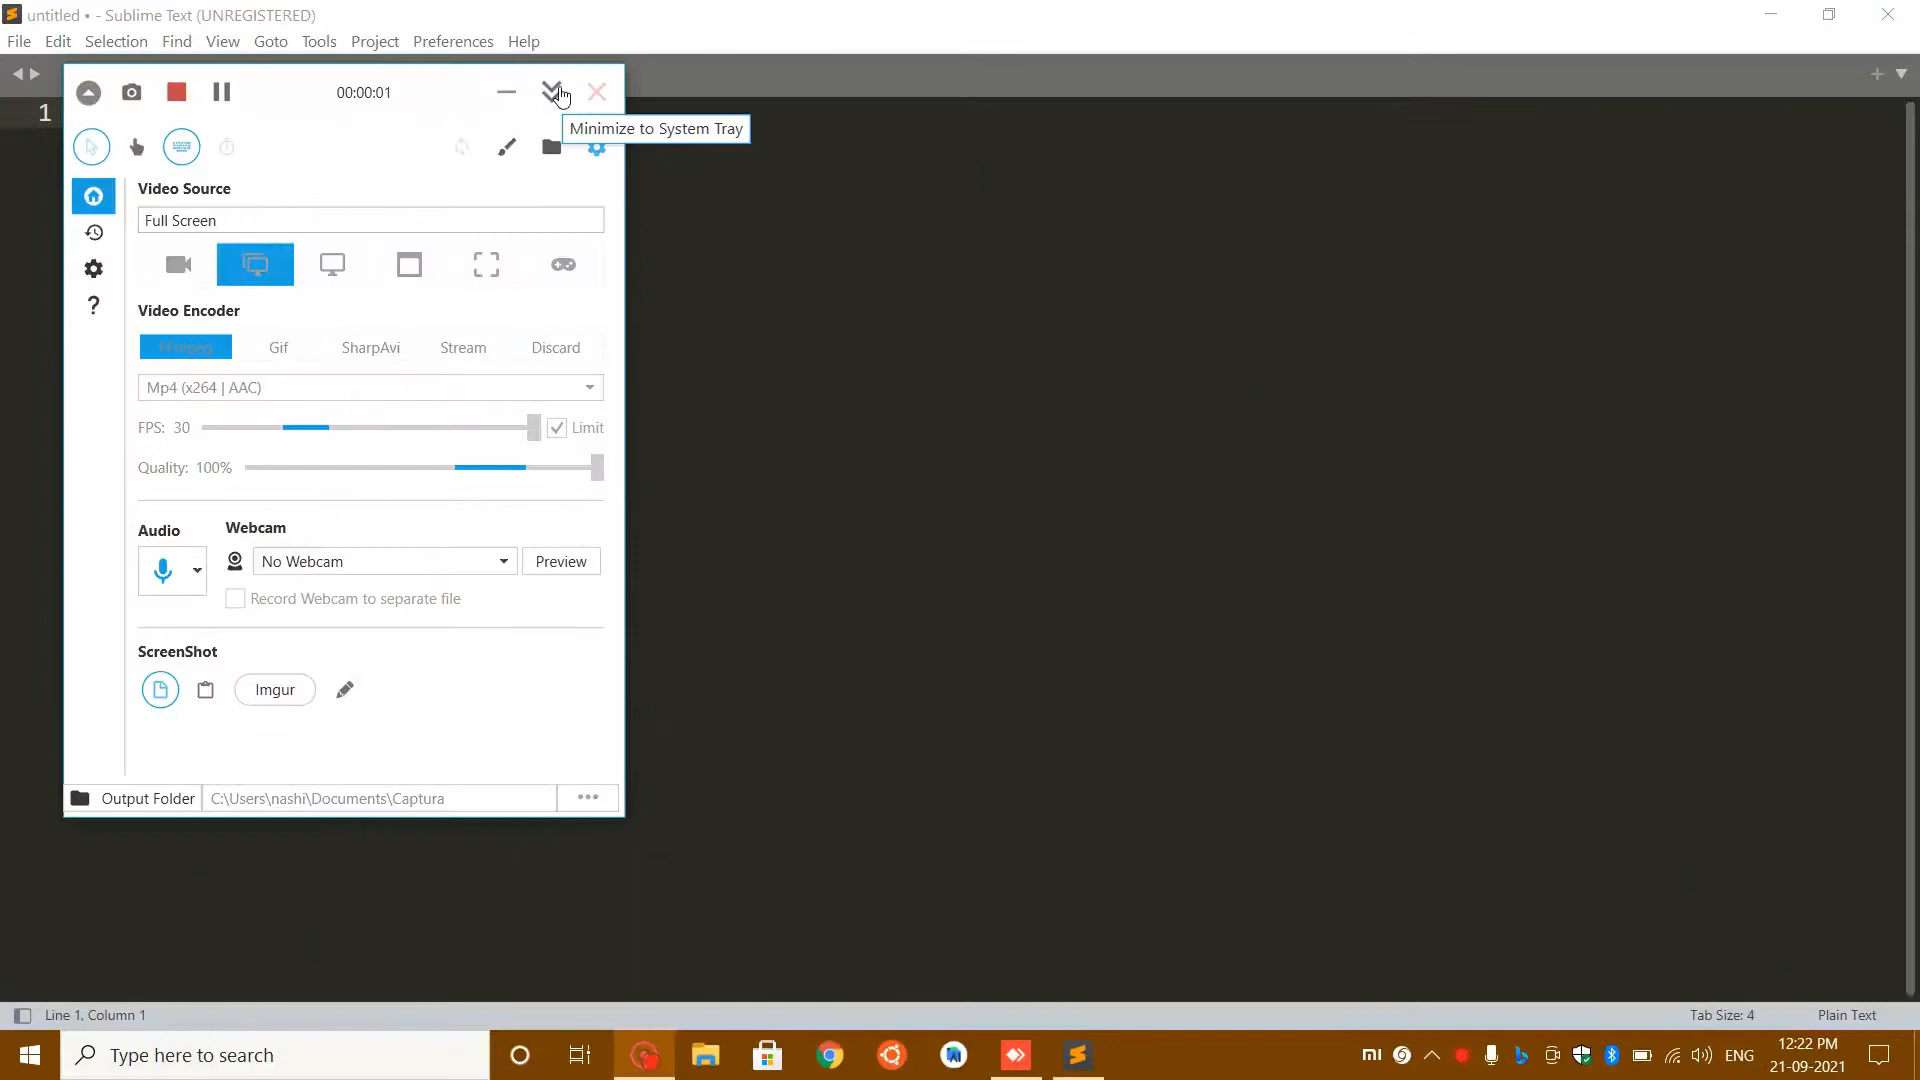 untitled • - Sublime Text (UNREGISTERED)
File Edit Selection Find View Goto Tools Project Preferences Help
00:00:01
1
Minimize to System Tray
Video Source
Full Screen
Video Encoder
FFmpeg Gif SharpAvi Stream Discard
Mp4 (x264 | AAC)
FPS: 30 Limit
Quality: 100%
Audio Webcam
No Webcam Preview
Record Webcam to separate file
ScreenShot
Imgur
Output Folder C:\Users\nashi\Documents\Captura •••
Line 1, Column 1 Tab Size: 4 Plain Text
Type here to search
ENG
12:22 PM
21-09-2021